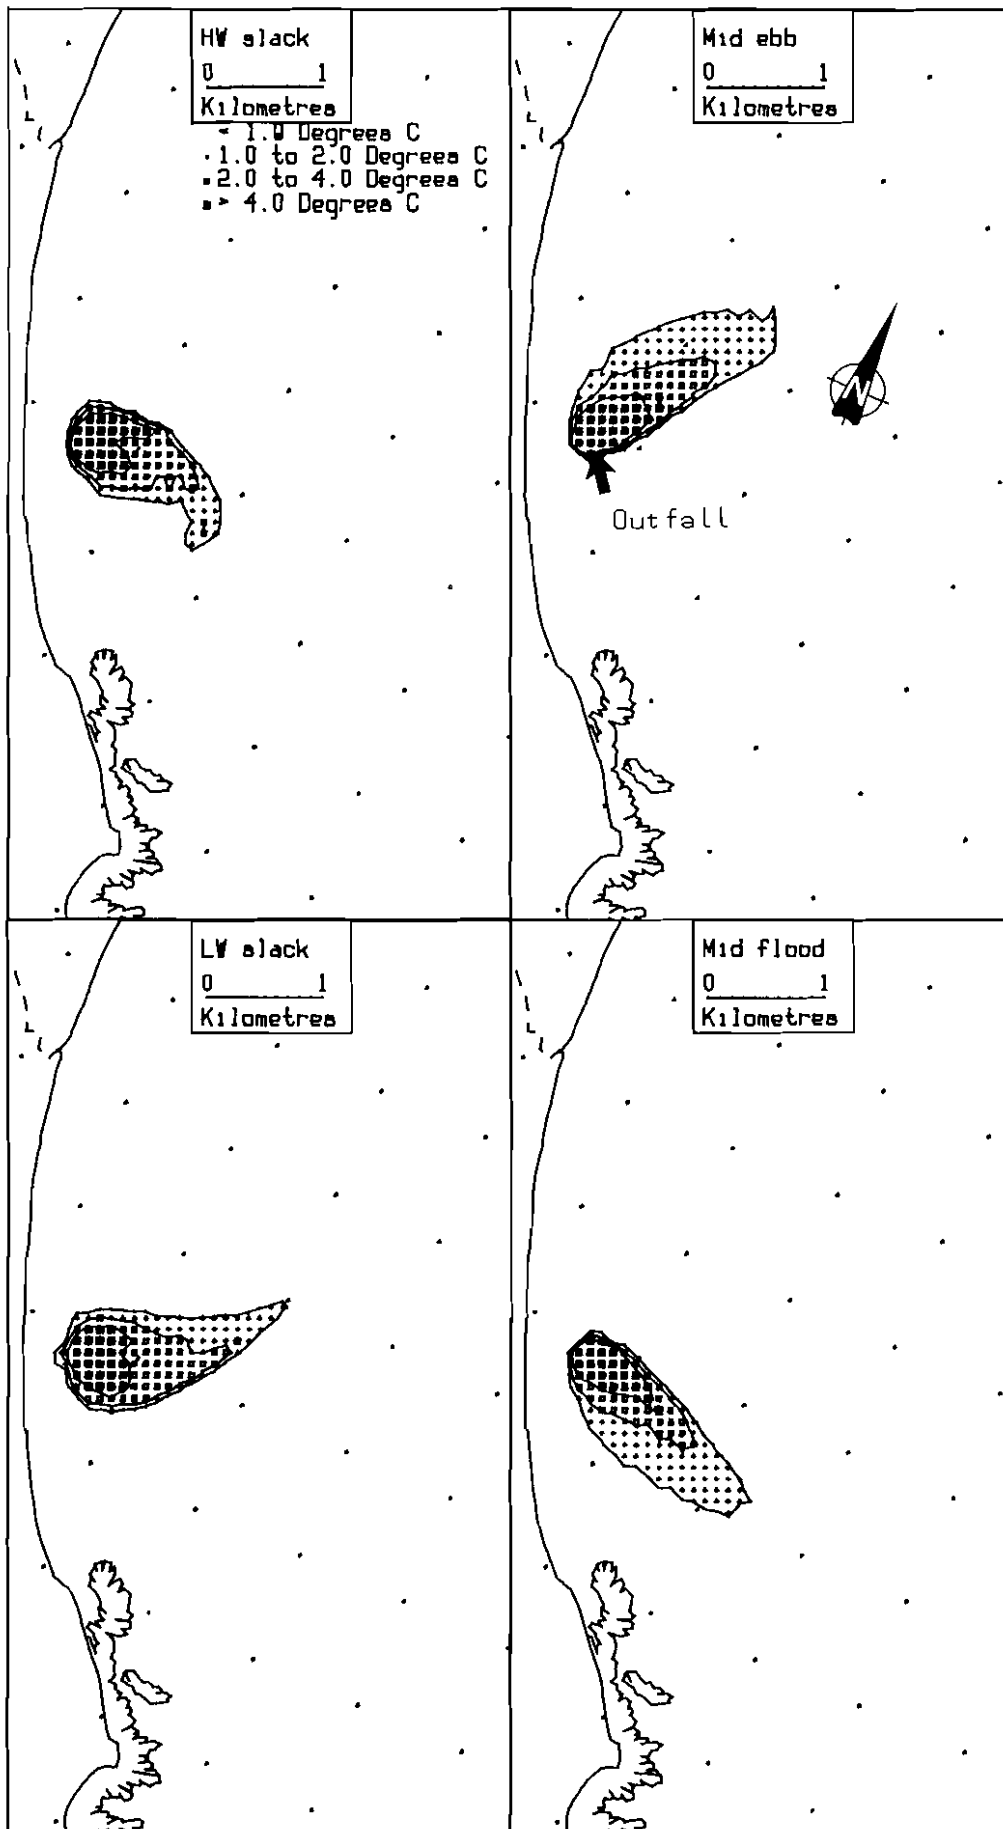 HW slack
0 1
Kilometres
< 1.0 Degrees C
1.0 to 2.0 Degrees C
2.0 to 4.0 Degrees C
> 4.0 Degrees C
Mid ebb
0 1
Kilometres
N
Outfall
LW slack
0 1
Kilometres
Mid flood
0 1
Kilometres